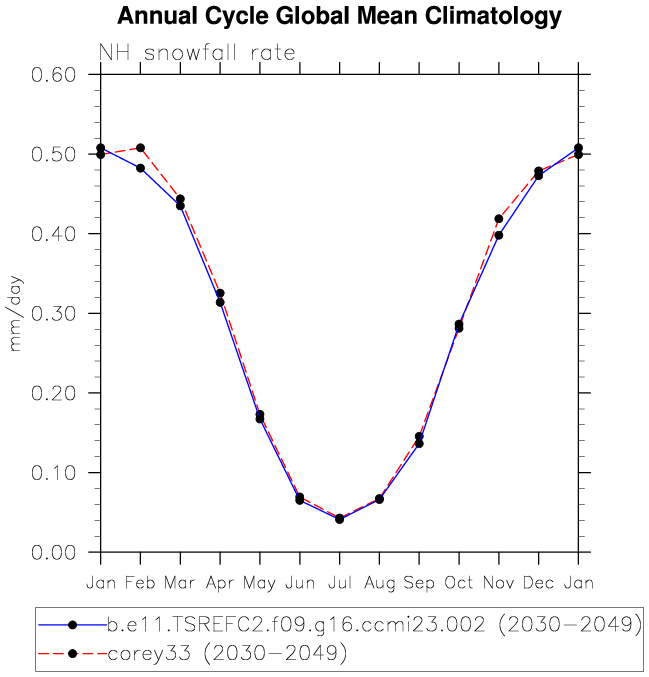 Annual Cycle Global Mean Climatology
NH snowfall rate
0.60
0.50
0.40
0.30
0.20
0.10
0.00
mm/day
Jan Feb Mar Apr May Jun Jul Aug Sep Oct Nov Dec Jan
b.e11.TSREFC2.f09.g16.ccmi23.002 (2030-2049)
corey33 (2030-2049)